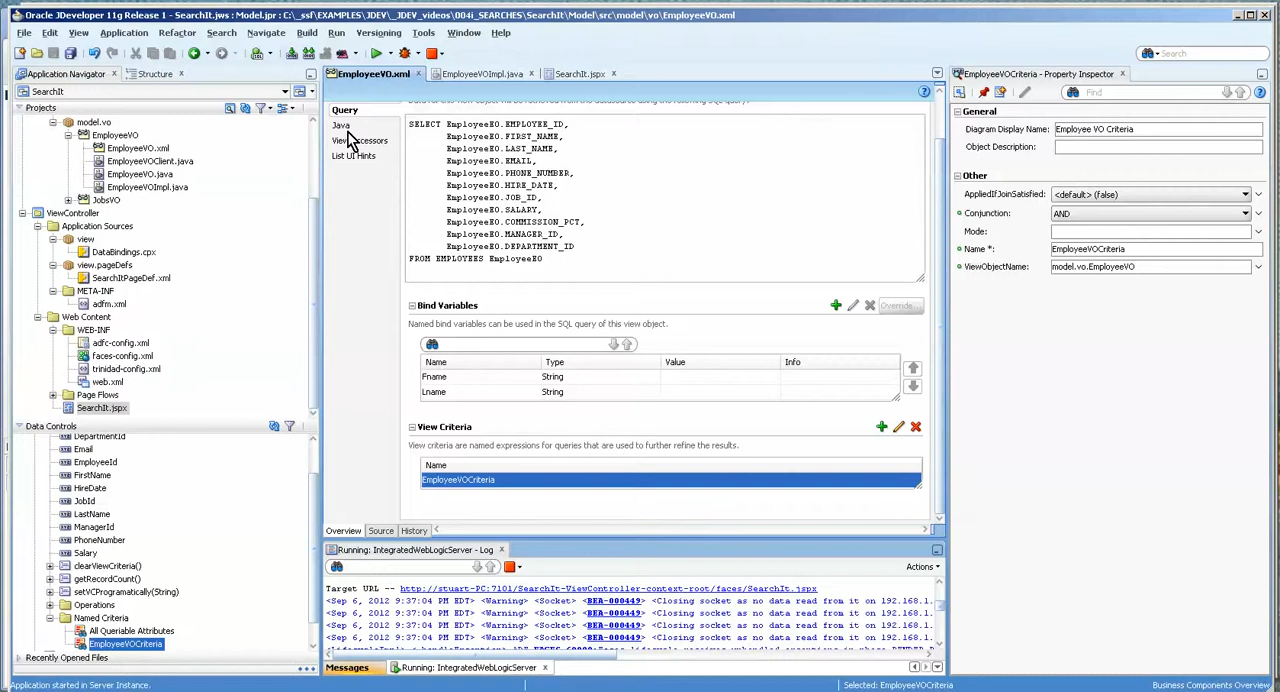 Oracle JDeveloper 11g Release 1 - SearchIt.jws : Model.jpr : C:\_ssf\EXAMPLES\JDEV\_JDEV_videos\004i_SEARCHES\SearchIt\Model\src\model\vo\EmployeeVO.xml
File Edit View Application Refactor Search Navigate Build Run Versioning Tools Window Help
Search
Application Navigator Structure
SearchIt
Projects
model.vo
EmployeeVO
EmployeeVO.xml
EmployeeVOClient.java
EmployeeVO.java
EmployeeVOImpl.java
JobsVO
ViewController
Application Sources
view
DataBindings.cpx
view.pageDefs
SearchItPageDef.xml
META-INF
adfm.xml
Web Content
WEB-INF
adfc-config.xml
faces-config.xml
trinidad-config.xml
web.xml
Page Flows
SearchIt.jspx
Data Controls
DepartmentId
Email
EmployeeId
FirstName
HireDate
JobId
LastName
ManagerId
PhoneNumber
Salary
clearViewCriteria()
getRecordCount()
setVCProgramatically(String)
Operations
Named Criteria
All Queriable Attributes
EmployeeVOCriteria
Recently Opened Files
EmployeeVO.xml EmployeeVOImpl.java SearchIt.jspx
Query
Java
View Accessors
List UI Hints
SELECT EmployeeEO.EMPLOYEE_ID,
EmployeeEO.FIRST_NAME,
EmployeeEO.LAST_NAME,
EmployeeEO.EMAIL,
EmployeeEO.PHONE_NUMBER,
EmployeeEO.HIRE_DATE,
EmployeeEO.JOB_ID,
EmployeeEO.SALARY,
EmployeeEO.COMMISSION_PCT,
EmployeeEO.MANAGER_ID,
EmployeeEO.DEPARTMENT_ID
FROM EMPLOYEES EmployeeEO
Bind Variables
Override...
Named bind variables can be used in the SQL query of this view object.
Name Type Value Info
Fname String
Lname String
View Criteria
View criteria are named expressions for queries that are used to further refine the results.
Name
EmployeeVOCriteria
Overview Source History
Running: IntegratedWebLogicServer - Log
Actions
Target URL -- http://stuart-PC:7101/SearchIt-ViewController-context-root/faces/SearchIt.jspx
<Sep 6, 2012 9:37:04 PM EDT> <Warning> <Socket> <BEA-000449> <Closing socket as no data read from it on 192.168.1.
<Sep 6, 2012 9:37:04 PM EDT> <Warning> <Socket> <BEA-000449> <Closing socket as no data read from it on 192.168.1.
<Sep 6, 2012 9:37:04 PM EDT> <Warning> <Socket> <BEA-000449> <Closing socket as no data read from it on 192.168.1.
<Sep 6, 2012 9:37:04 PM EDT> <Warning> <Socket> <BEA-000449> <Closing socket as no data read from it on 192.168.1.
Messages Running: IntegratedWebLogicServer
EmployeeVOCriteria - Property Inspector
Find
General
Diagram Display Name: Employee VO Criteria
Object Description:
Other
AppliedIfJoinSatisfied: <default> (false)
Conjunction: AND
Mode:
Name *: EmployeeVOCriteria
ViewObjectName: model.vo.EmployeeVO
Application started in Server Instance.
Selected: EmployeeVOCriteria
Business Components Overview